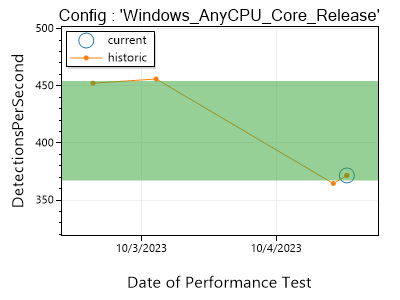 Config : 'Windows_AnyCPU_Core_Release'
current
historic
500
450
400
350
DetectionsPerSecond
10/3/2023
10/4/2023
Date of Performance Test